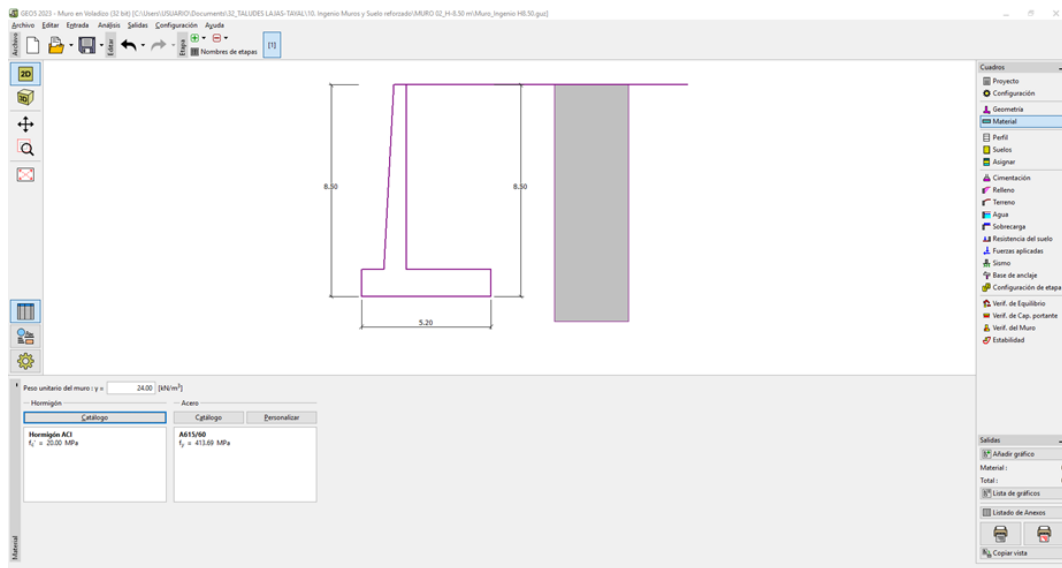 GEO5 2023 - Muro en Voladizo (32 bit) [C:\Users\USUARIO\Documents\32_TALUDES LAJAS-TAYAL\10. Ingenio Muros y Suelo reforzado\MURO 02_H-8.50 m\Muro_Ingenio H8.50.guz]
Archivo Editar Entrada Análisis Salidas Configuración Ayuda
Archivo
Editar
Etapa
Nombres de etapas
[1]
2D
3D
8.50
8.50
5.20
Cuadros
Proyecto
Configuración
Geometría
Material
Perfil
Suelos
Asignar
Cimentación
Relleno
Terreno
Agua
Sobrecarga
Resistencia del suelo
Fuerzas aplicadas
Sismo
Base de anclaje
Configuración de etapa
Verif. de Equilibrio
Verif. de Cap. portante
Verif. del Muro
Estabilidad
Peso unitario del muro : γ = 24.00 [kN/m³]
Hormigón
Acero
Catálogo
Catálogo
Personalizar
Hormigón ACI
fc' = 20.00 MPa
A615/60
fy = 413.69 MPa
Material
Salidas
Añadir gráfico
Material :
Total :
Lista de gráficos
Listado de Anexos
Copiar vista